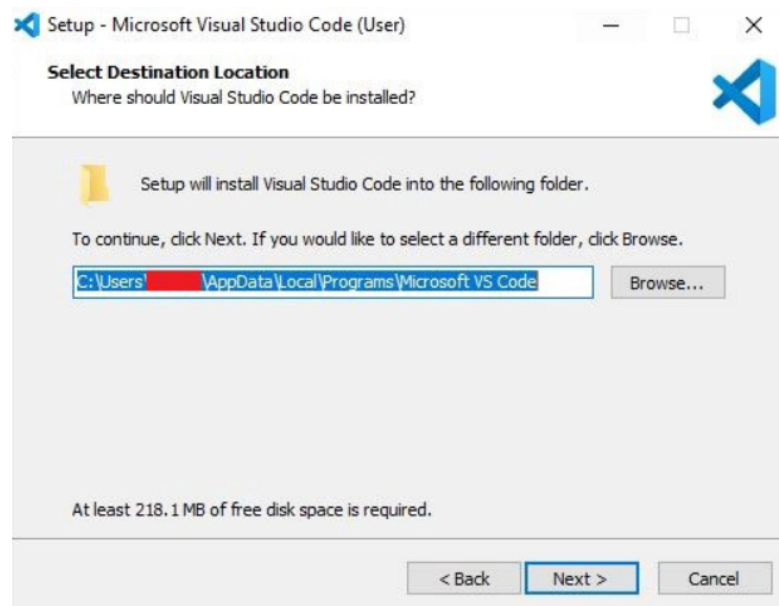 Setup - Microsoft Visual Studio Code (User)
Select Destination Location
Where should Visual Studio Code be installed?
Setup will install Visual Studio Code into the following folder.
To continue, click Next. If you would like to select a different folder, click Browse.
C:\Users\ \AppData\Local\Programs\Microsoft VS Code
Browse...
At least 218.1 MB of free disk space is required.
< Back
Next >
Cancel